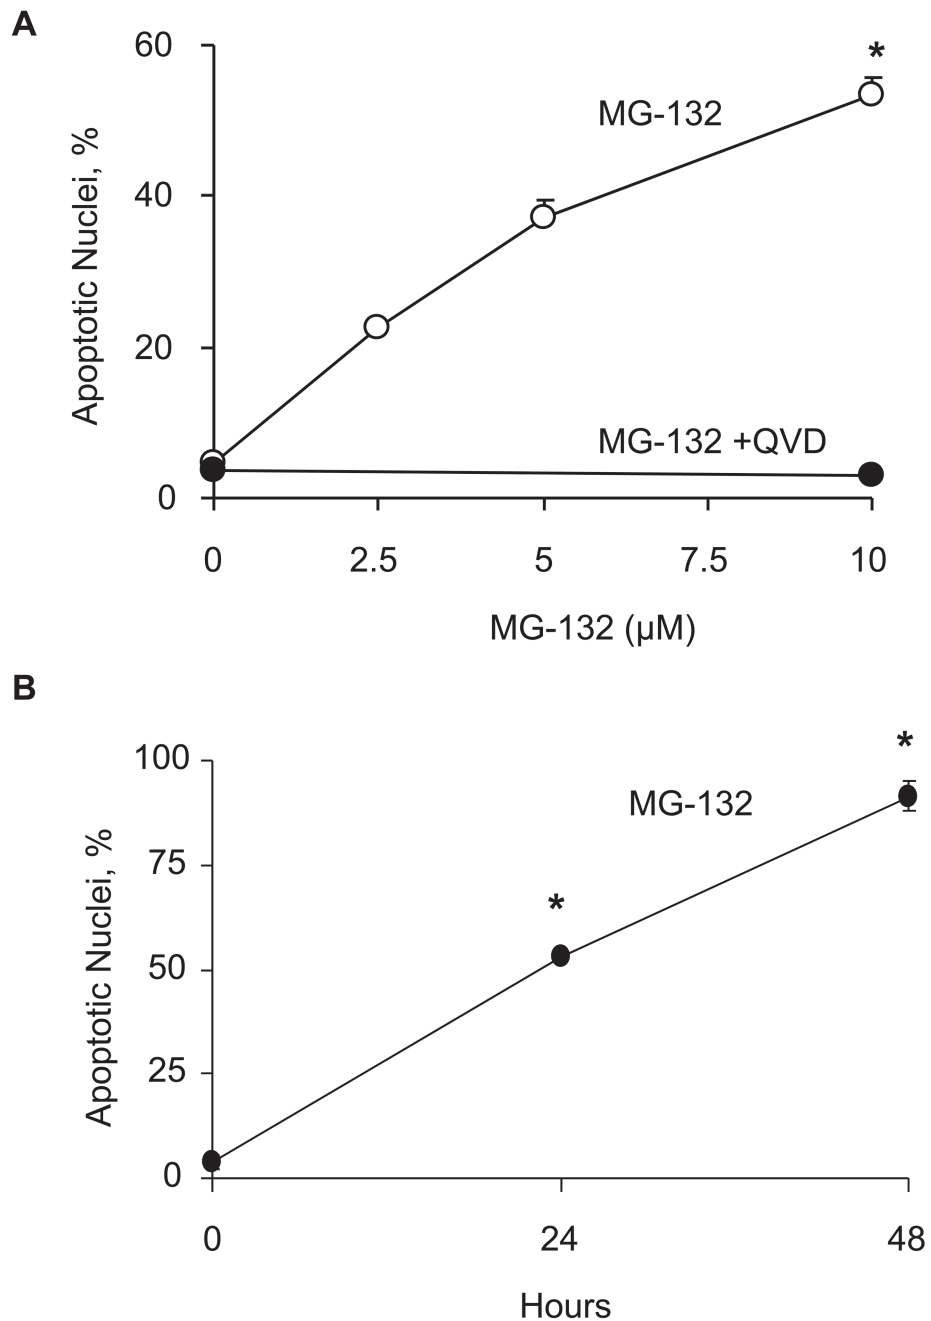 A
Apoptotic Nuclei, %
60
40
20
0
*
MG-132
MG-132 +QVD
0 2.5 5 7.5 10
MG-132 (µM)
B
Apoptotic Nuclei, %
100
75
50
25
0
*
MG-132
*
0 24 48
Hours